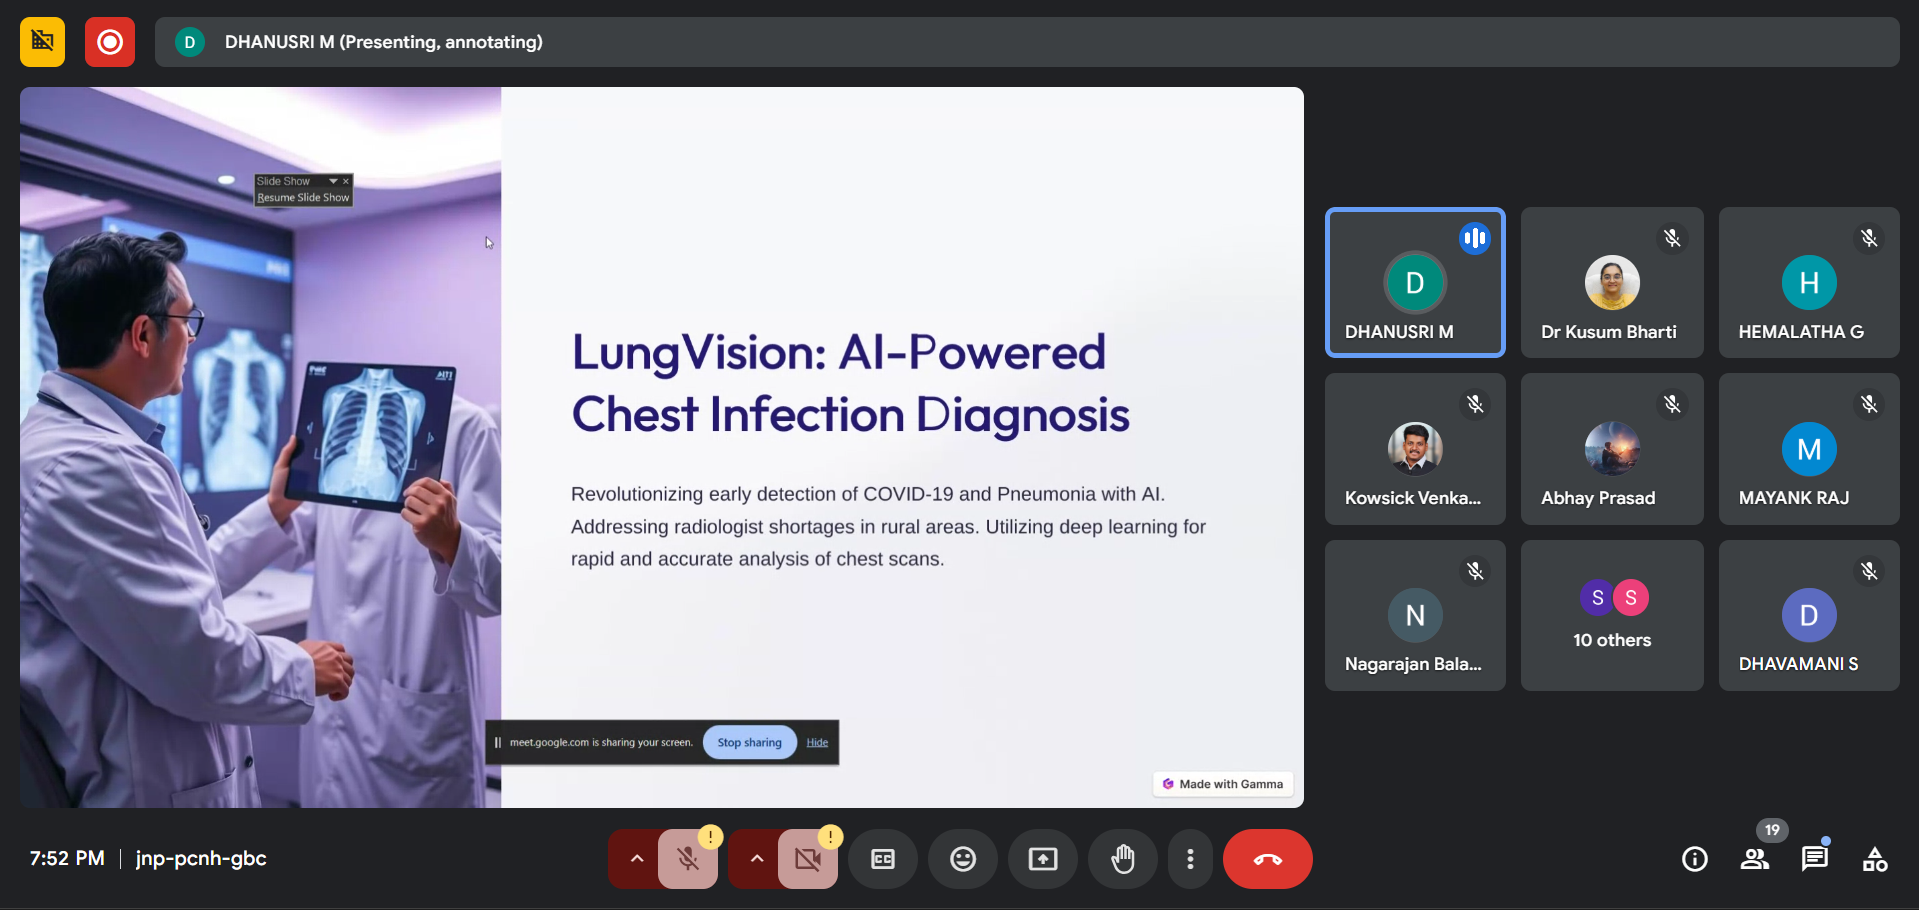 D DHANUSRI M (Presenting, annotating)
Slide Show
Resume Slide Show
LungVision: AI-Powered
Chest Infection Diagnosis
Revolutionizing early detection of COVID-19 and Pneumonia with AI.
Addressing radiologist shortages in rural areas. Utilizing deep learning for
rapid and accurate analysis of chest scans.
meet.google.com is sharing your screen. Stop sharing Hide
Made with Gamma
D
DHANUSRI M
Dr Kusum Bharti
H
HEMALATHA G
Kowsick Venka...
Abhay Prasad
M
MAYANK RAJ
N
Nagarajan Bala...
S S
10 others
D
DHAVAMANI S
7:52 PM | jnp-pcnh-gbc
!
!
CC
19